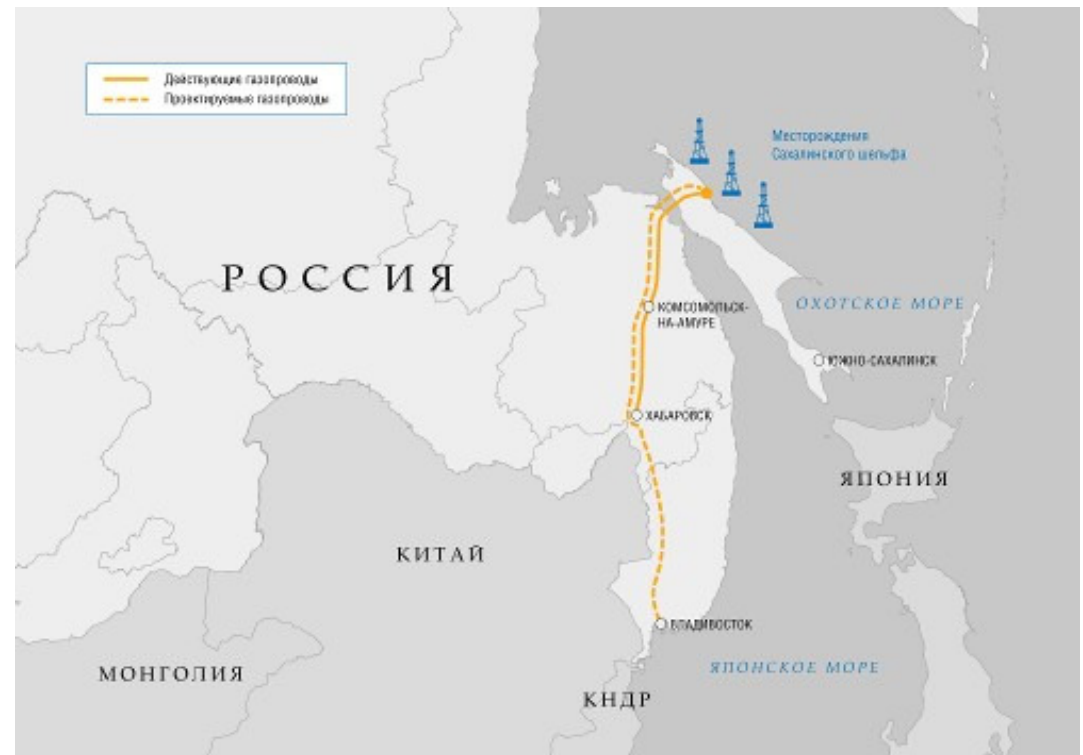 Действующие газопроводы
Проектируемые газопроводы
Месторождения
Сахалинского шельфа
РОССИЯ
ОХОТСКОЕ МОРЕ
КОМСОМОЛЬСК-
НА-АМУРЕ
ЮЖНО-САХАЛИНСК
ХАБАРОВСК
ЯПОНИЯ
КИТАЙ
ВЛАДИВОСТОК
ЯПОНСКОЕ МОРЕ
МОНГОЛИЯ
КНДР